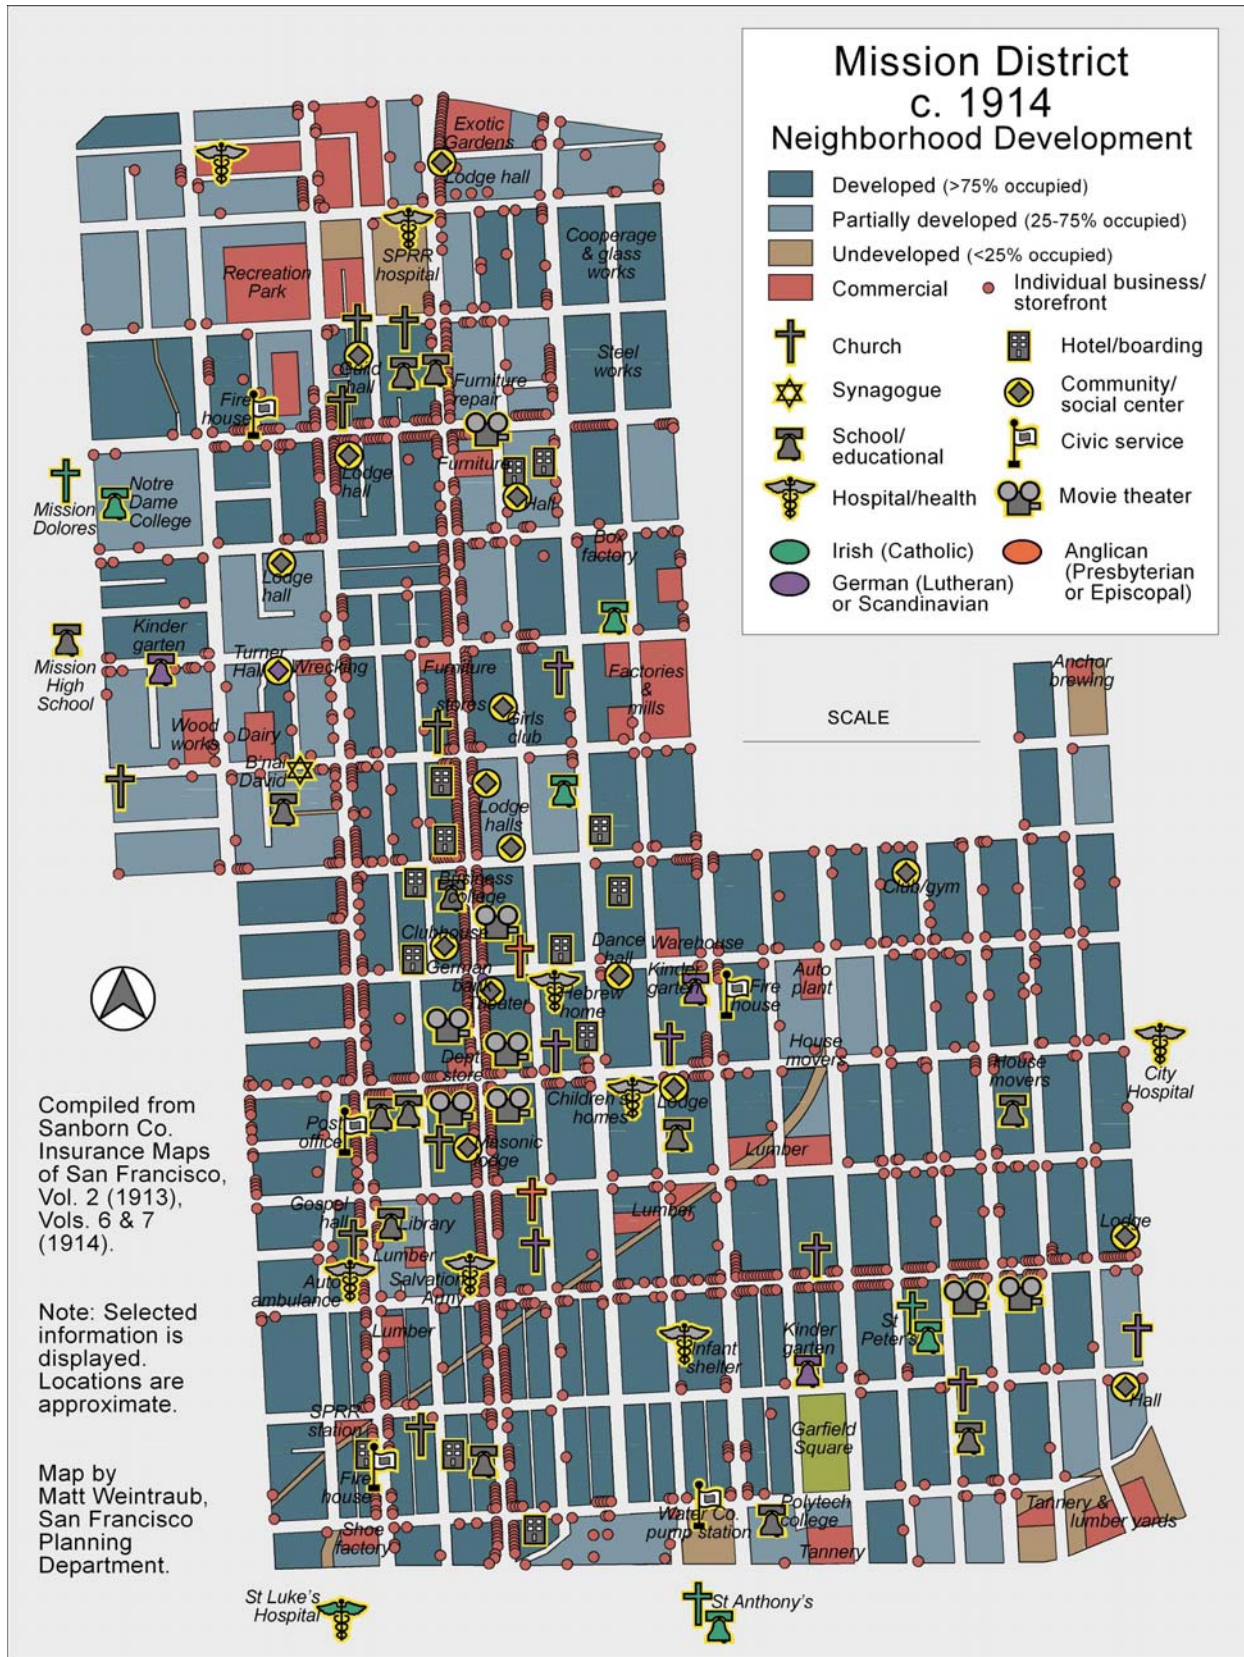 Mission District
c. 1914
Neighborhood Development
Developed (>75% occupied)
Partially developed (25-75% occupied)
Undeveloped (<25% occupied)
Commercial
Individual business/
storefront
Church
Hotel/boarding
Synagogue
Community/
social center
School/
educational
Civic service
Hospital/health
Movie theater
Irish (Catholic)
Anglican
(Presbyterian
or Episcopal)
German (Lutheran)
or Scandinavian
SCALE
Exotic
Gardens
Lodge hall
Cooperage
& glass
works
SPRR
hospital
Recreation
Park
Steel
works
Guild
hall
Furniture
repair
Fire
house
Lodge
hall
Furniture
Hall
Mission
Dolores
Notre
Dame
College
Box
factory
Lodge
hall
Kinder
garten
Mission
High
School
Turner
Hall
Wrecking
Furniture
stores
Factories
&
mills
Anchor
brewing
Girls
club
Wood
works
Dairy
B'nai
David
Lodge
halls
Business
college
Club/gym
Clubhouse
German
bank
Theater
Dance
hall
Warehouse
Hebrew
home
Kinder
garten
Fire
house
Auto
plant
Dept
store
House
movers
House
movers
City
Hospital
Children's
homes
Lodge
Post
office
Masonic
lodge
Lumber
Compiled from
Sanborn Co.
Insurance Maps
of San Francisco,
Vol. 2 (1913),
Vols. 6 & 7
(1914).
Gospel
hall
Library
Lumber
Lumber
Lodge
Auto
ambulance
Salvation
Army
Note: Selected
information is
displayed.
Locations are
approximate.
Lumber
Infant
shelter
Kinder
garten
St
Peter's
Hall
SPRR
station
Garfield
Square
Map by
Matt Weintraub,
San Francisco
Planning
Department.
Fire
house
Shoe
factory
Water Co.
pump station
Polytech
college
Tannery
Tannery &
lumber yards
St Luke's
Hospital
St Anthony's